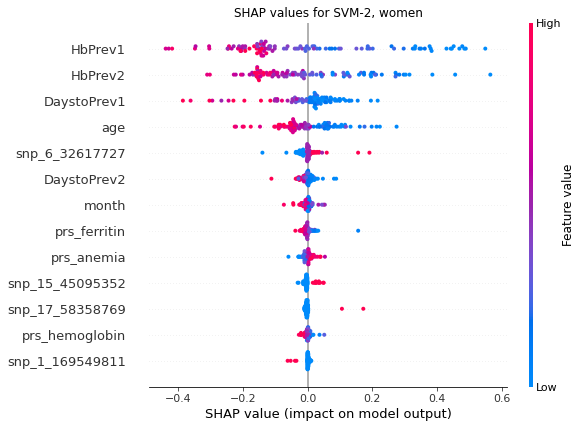 SHAP values for SVM-2, women
High
HbPrev1
HbPrev2
DaystoPrev1
age
snp_6_32617727
DaystoPrev2
month
prs_ferritin
prs_anemia
snp_15_45095352
snp_17_58358769
prs_hemoglobin
snp_1_169549811
Feature value
Low
−0.4 −0.2 0.0 0.2 0.4 0.6
SHAP value (impact on model output)